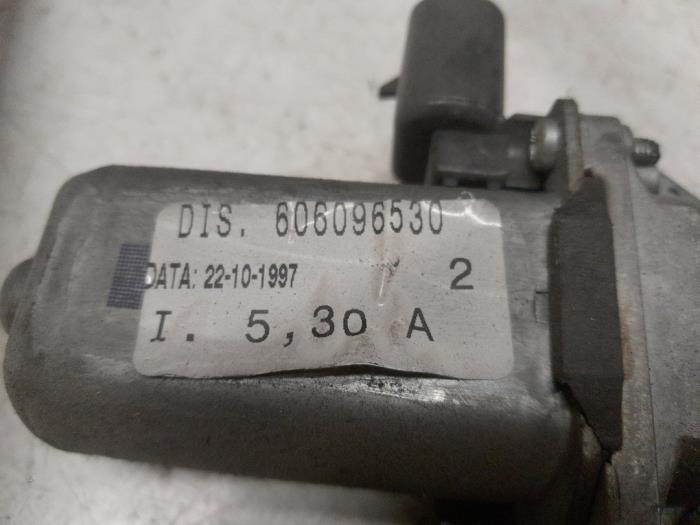 DIS. 606096530
DATA: 22-10-1997 2
I. 5,30 A